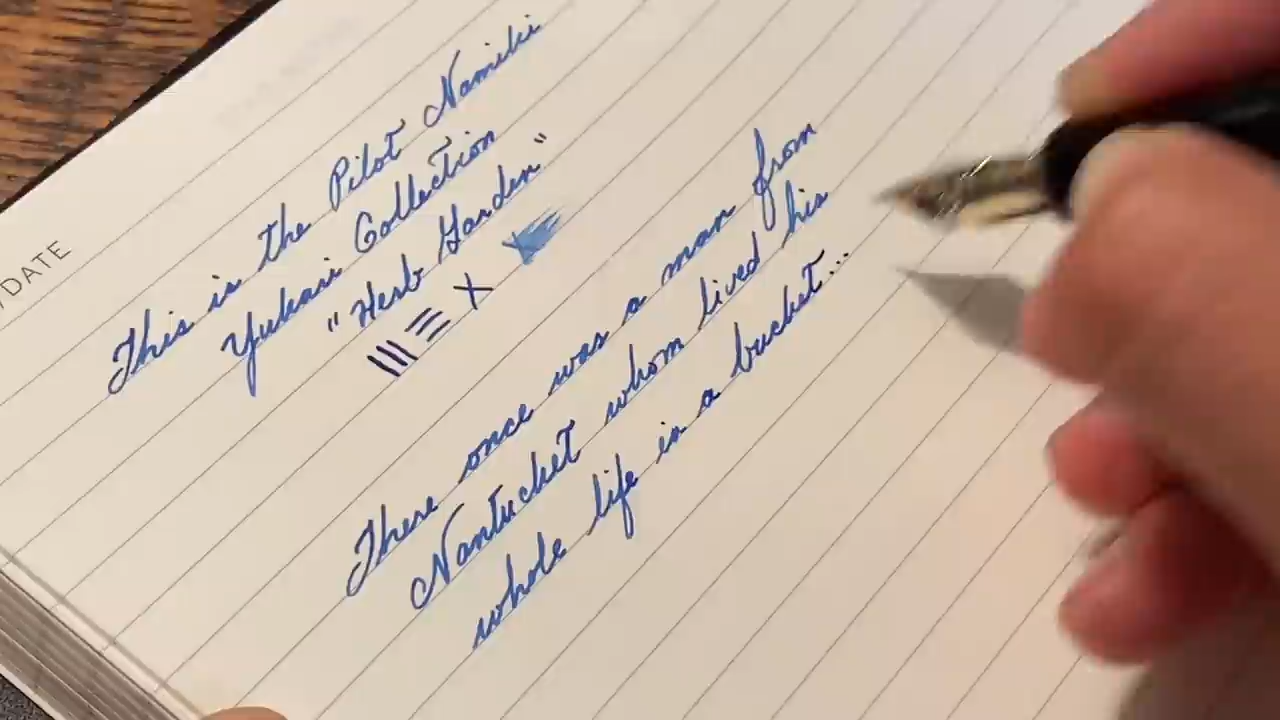 /DATE
This is the Pilot Namiki
Yukari Collection
"Herb Garden"
There once was a man from
Nantucket whom lived his
whole life in a bucket...